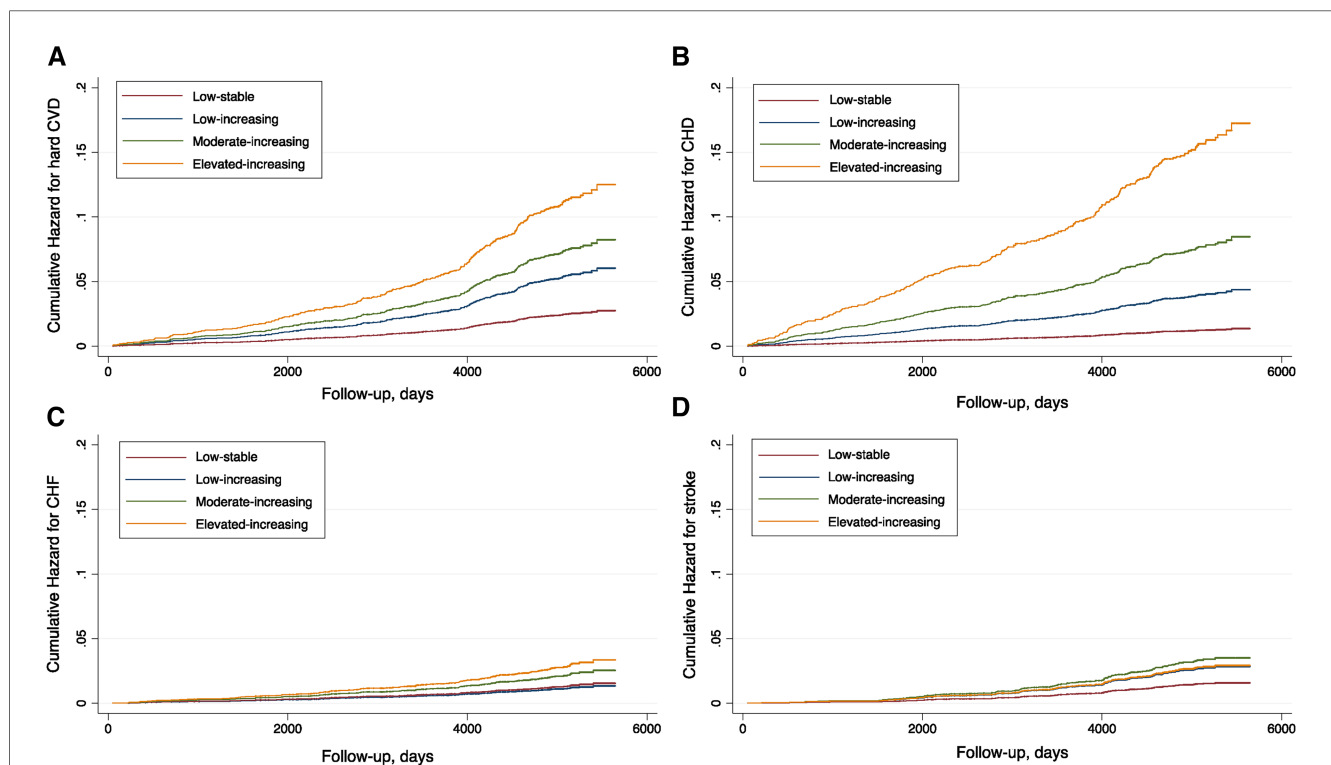 A
Cumulative Hazard for hard CVD
.2
.15
.1
.05
0
Low-stable
Low-increasing
Moderate-increasing
Elevated-increasing
0 2000 4000 6000
Follow-up, days
B
Cumulative Hazard for CHD
.2
.15
.1
.05
0
Low-stable
Low-increasing
Moderate-increasing
Elevated-increasing
0 2000 4000 6000
Follow-up, days
C
Cumulative Hazard for CHF
.2
.15
.1
.05
0
Low-stable
Low-increasing
Moderate-increasing
Elevated-increasing
0 2000 4000 6000
Follow-up, days
D
Cumulative Hazard for stroke
.2
.15
.1
.05
0
Low-stable
Low-increasing
Moderate-increasing
Elevated-increasing
0 2000 4000 6000
Follow-up, days